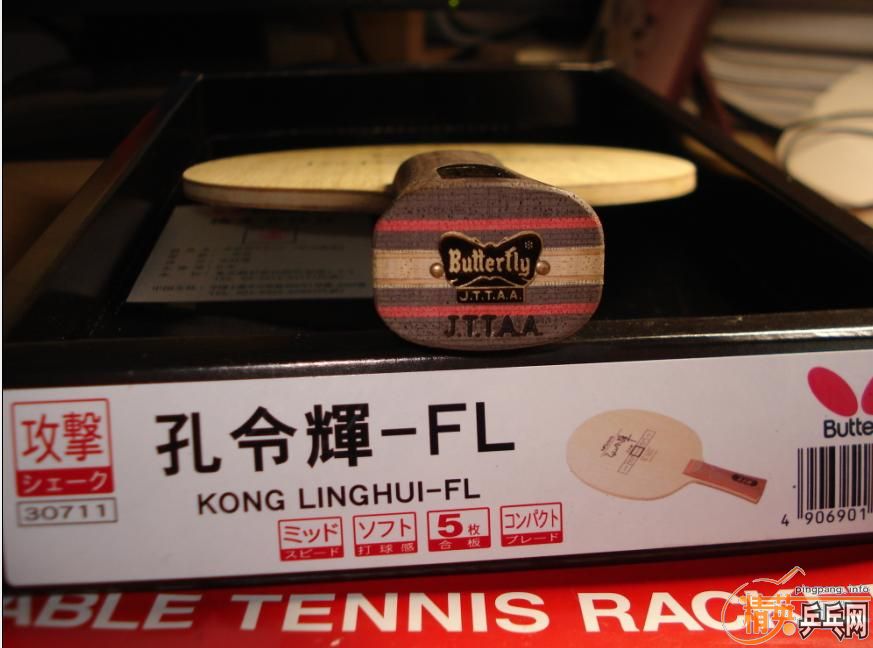 Butterfly
J.T.T.A.A.
J.T.T.A.A.
攻撃
シェーク
30711
孔令輝-FL
KONG LINGHUI-FL
ミッド
スピード
ソフト
打球感
5枚
合板
コンパクト
ブレード
Butte
4 906901
ABLE TENNIS RAC
pingpang.info
精英乒乓网